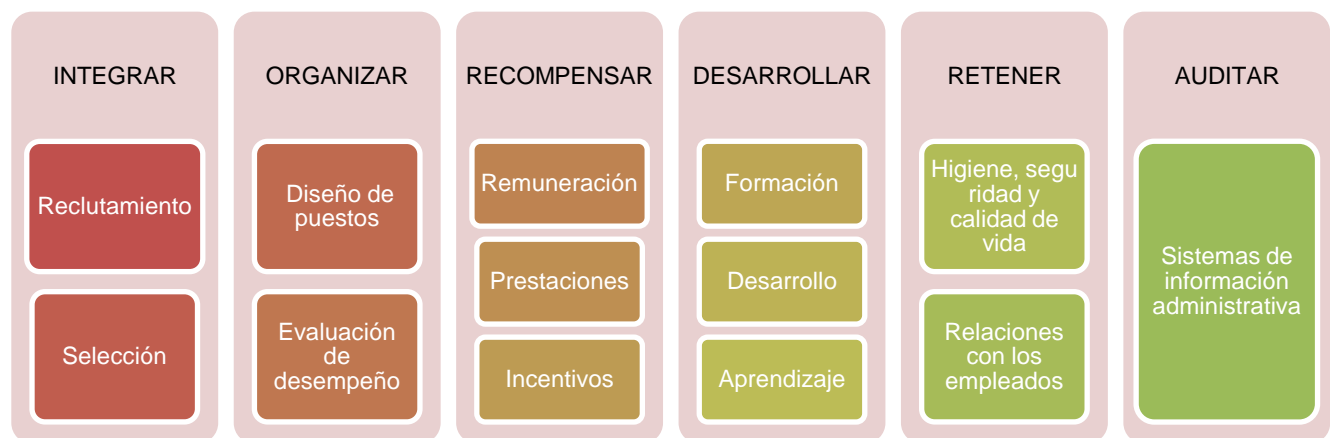 INTEGRAR
Reclutamiento
Selección
ORGANIZAR
Diseño de
puestos
Evaluación
de
desempeño
RECOMPENSAR
Remuneración
Prestaciones
Incentivos
DESARROLLAR
Formación
Desarrollo
Aprendizaje
RETENER
Higiene, segu
ridad y
calidad de
vida
Relaciones
con los
empleados
AUDITAR
Sistemas de
información
administrativa